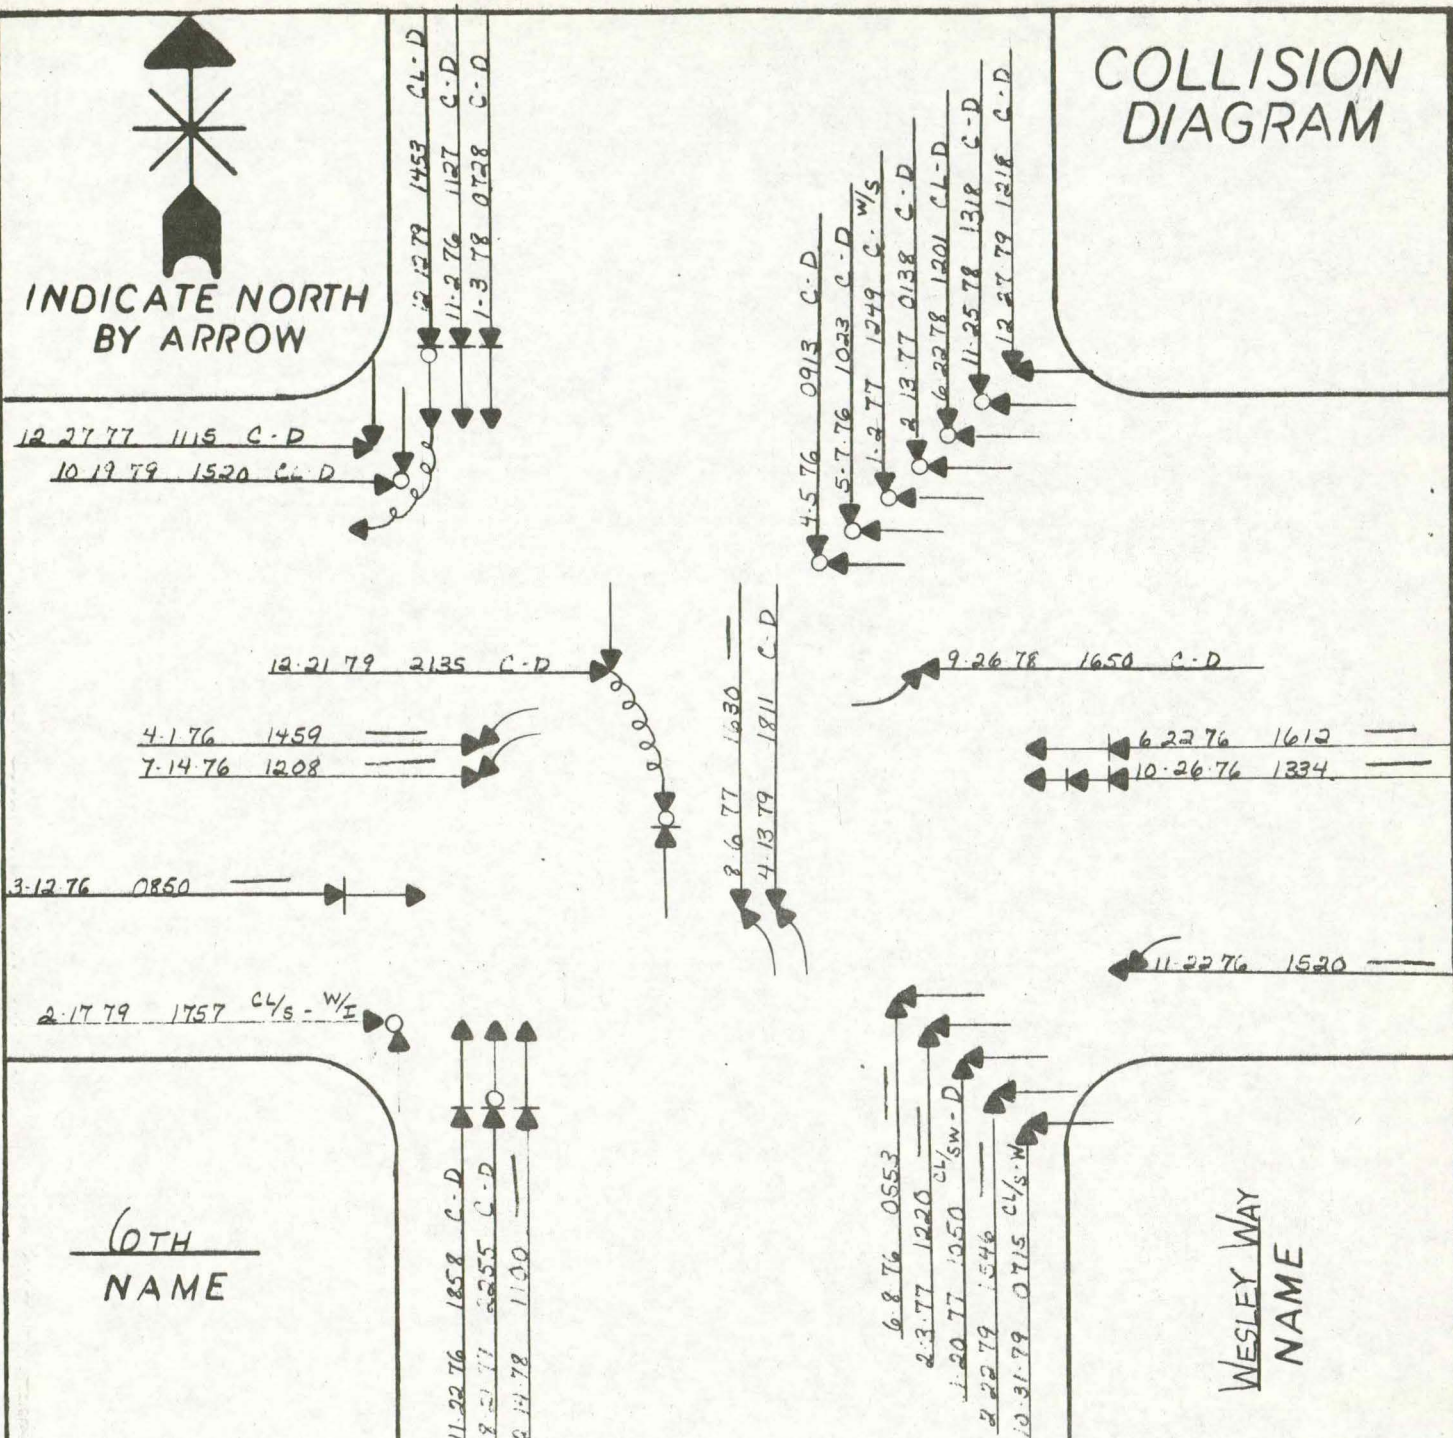 INDICATE NORTH
BY ARROW
COLLISION
DIAGRAM
12 12 79 1453 CL-D
11-2 76 1127 C-D
1-3 78 0728 C-D
4-5 76 0913 C-D
5-7-76 1023 C-D
1-2 77 1249 C-W/S
2 13-77 0138 C-D
6-22 78 1201 CL-D
11-25 78 1318 C-D
12 27-79 1218 C-D
12 27 77 1115 C-D
10 19 79 1520 CL-D
12-21 79 2135 C-D
9-26 78 1650 C-D
4-1 76 1459 —
7-14-76 1208 —
8-6 77 1630 —
4-13 79 1811 C-D
6 22 76 1612 —
10-26-76 1334 —
3-12-76 0850 —
11-22 76 1520 —
2-17 79 1757 CL/S - W/I
11-22 76 1858 C-D
2255 C-D
14-78 1100 —
6-8 76 0553 —
2-3-77 1220 —
1-20 77 1050 CL/SW-D
22 79 1546 —
10-31-79 0715 CL/S-W
6TH
NAME
WESLEY WAY
NAME